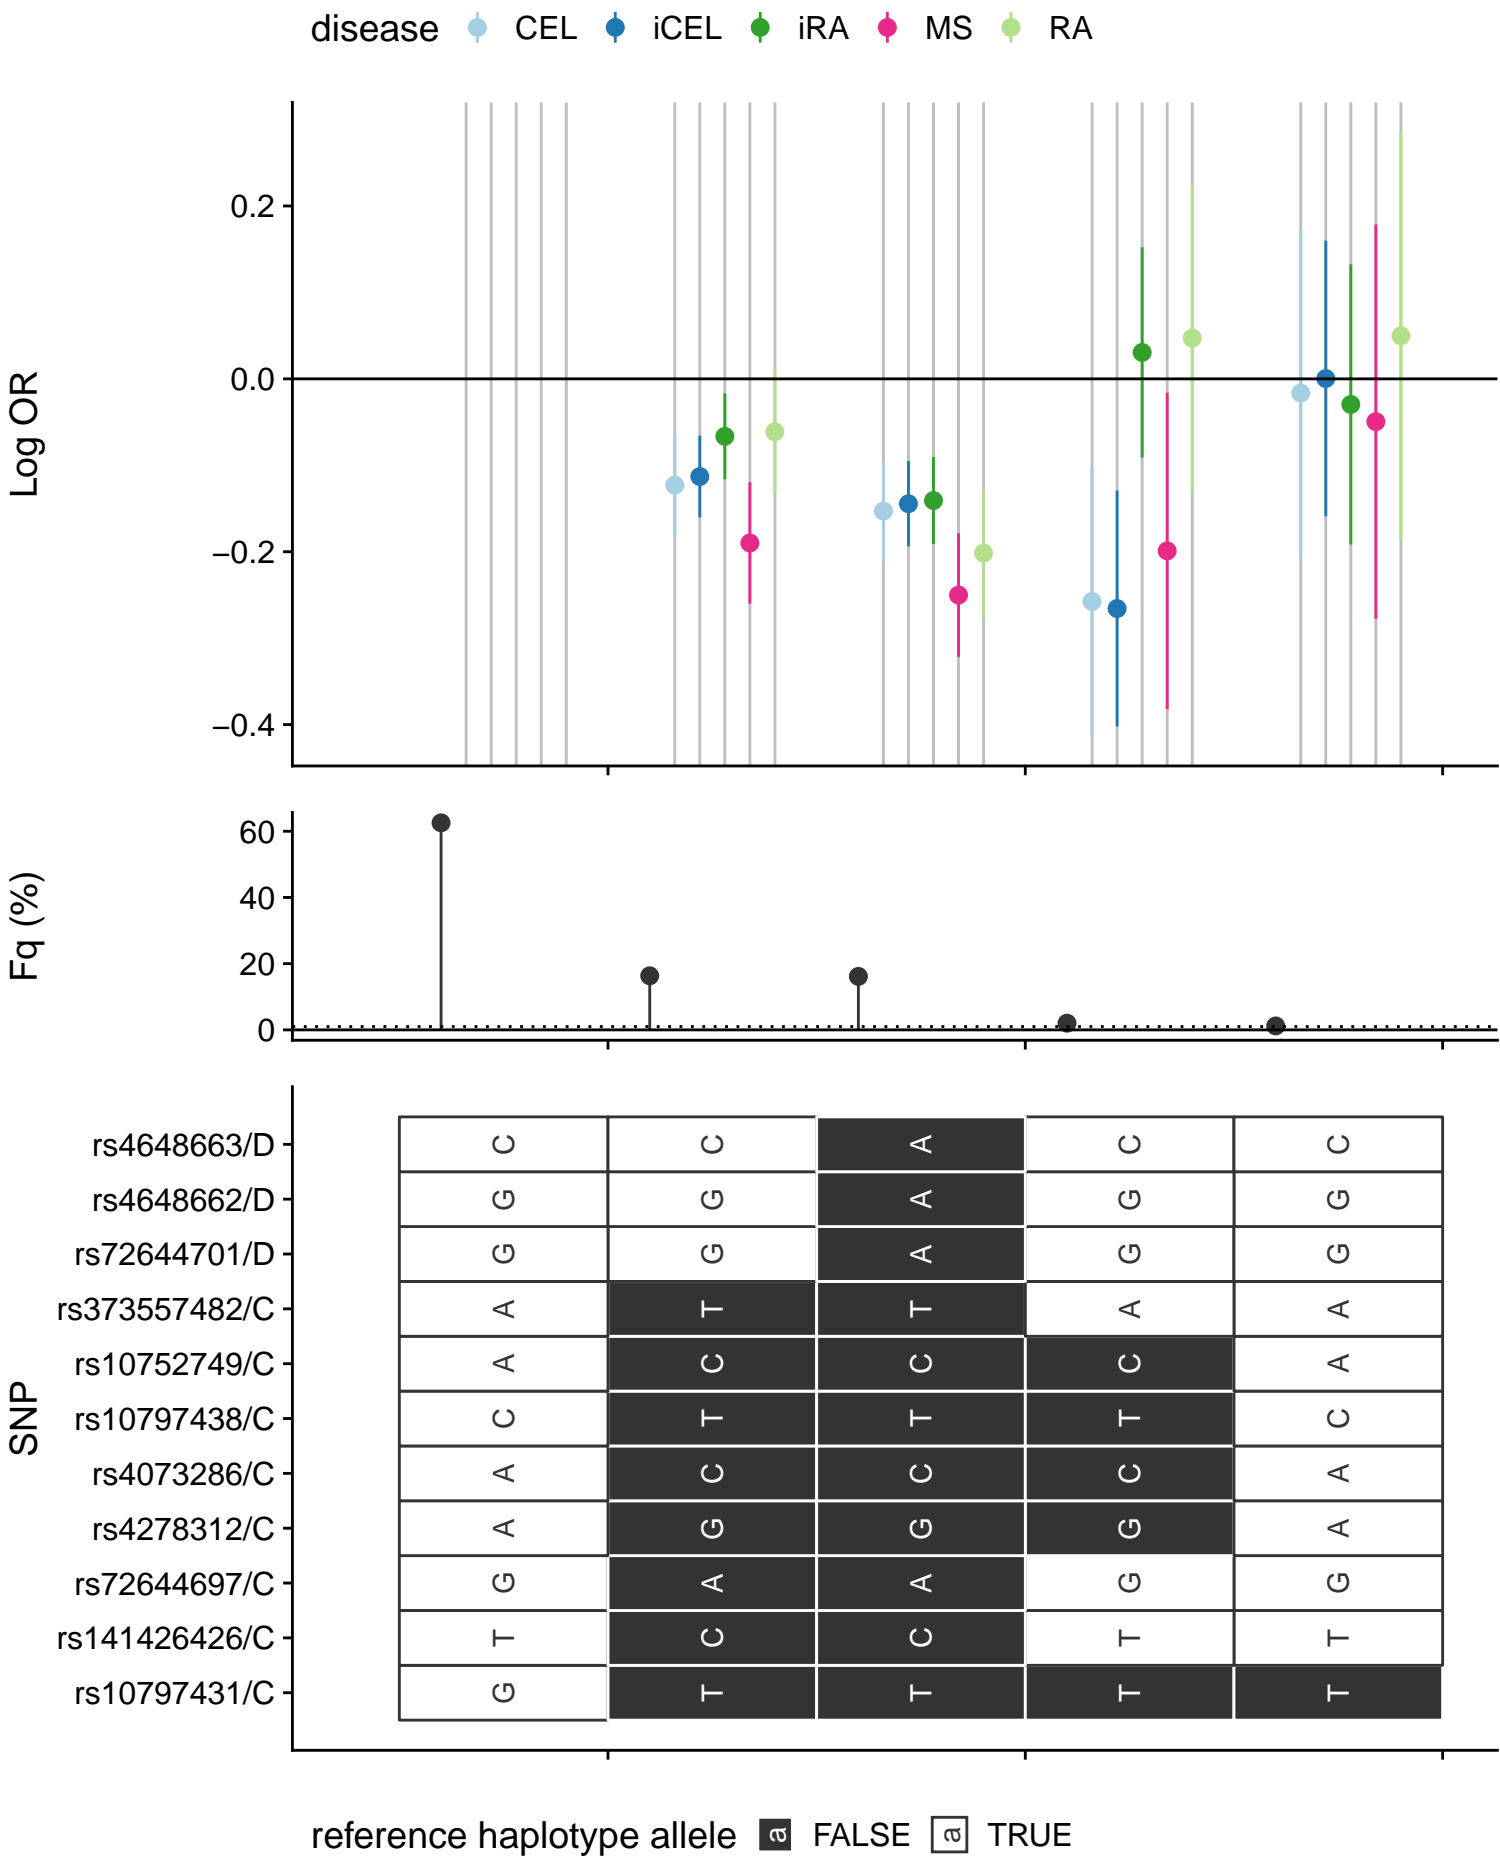 disease CEL iCEL iRA MS RA
Log OR
0.2
0.0
−0.2
−0.4
Fq (%)
60
40
20
0
SNP
rs4648663/D C C A C C
rs4648662/D G G A G G
rs72644701/D G G A G G
rs373557482/C A T T A A
rs10752749/C A C C C A
rs10797438/C C T T T C
rs4073286/C A C C C A
rs4278312/C A G G G A
rs72644697/C G A A G G
rs141426426/C T C C T T
rs10797431/C G T T T T
reference haplotype allele a FALSE a TRUE